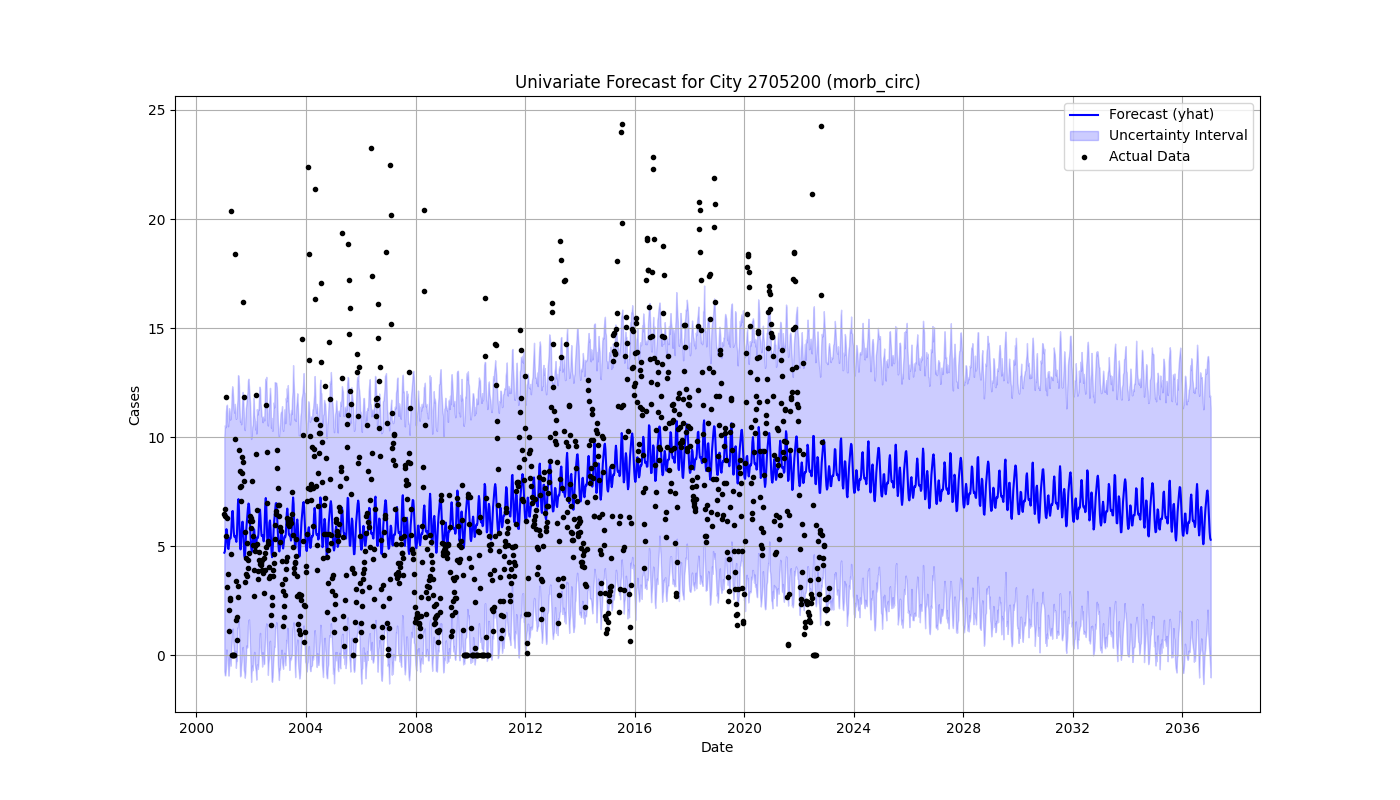 Univariate Forecast for City 2705200 (morb_circ)
Forecast (yhat)
Uncertainty Interval
Actual Data
Cases
25
20
15
10
5
0
2000 2004 2008 2012 2016 2020 2024 2028 2032 2036
Date